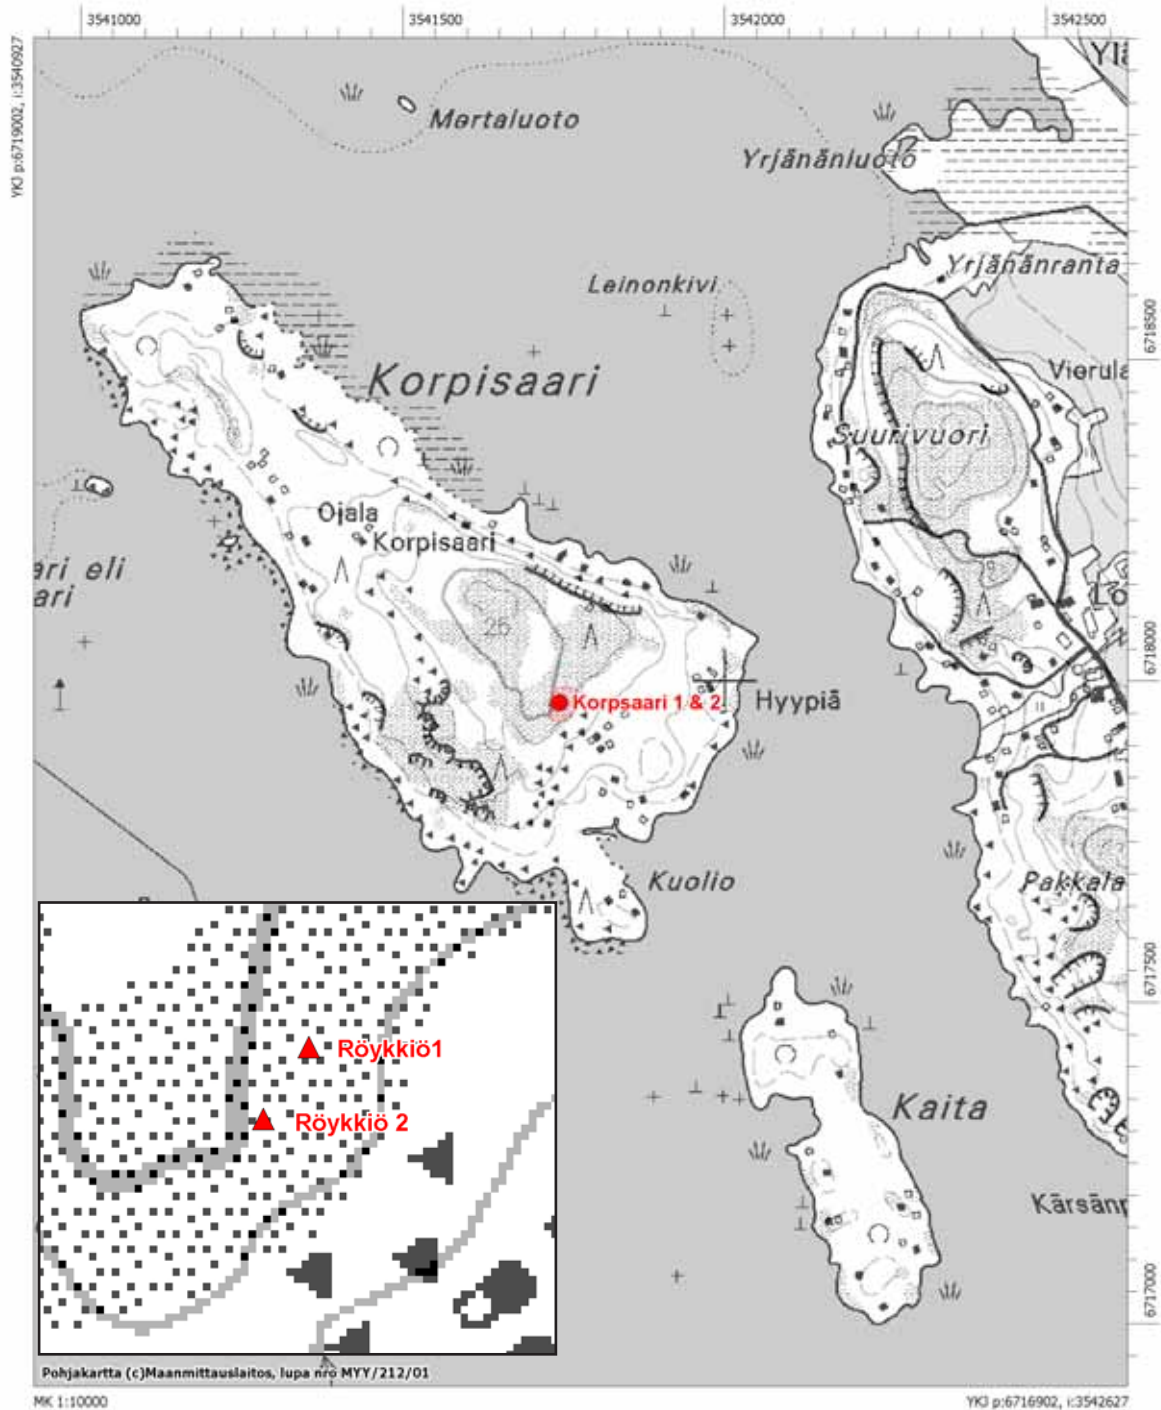 3541000
3541500
3542000
3542500
YKJ p:6719002, i:3540927
Mertaluoto
Yrjänänluoto
Yrjänänranta
Leinonkivi
6718500
Korpisaari
Vierula
Suurivuori
Ojala
Korpisaari
ari eli
ari
25
6718000
Korpsaari 1 & 2
Hyypiä
Kuolio
Pakkala
6717500
Röykkiö1
Röykkiö 2
Kaita
Kärsänr
6717000
Pohjakartta (c)Maanmittauslaitos, lupa nro MYY/212/01
MK 1:10000
YKJ p:6716902, i:3542627